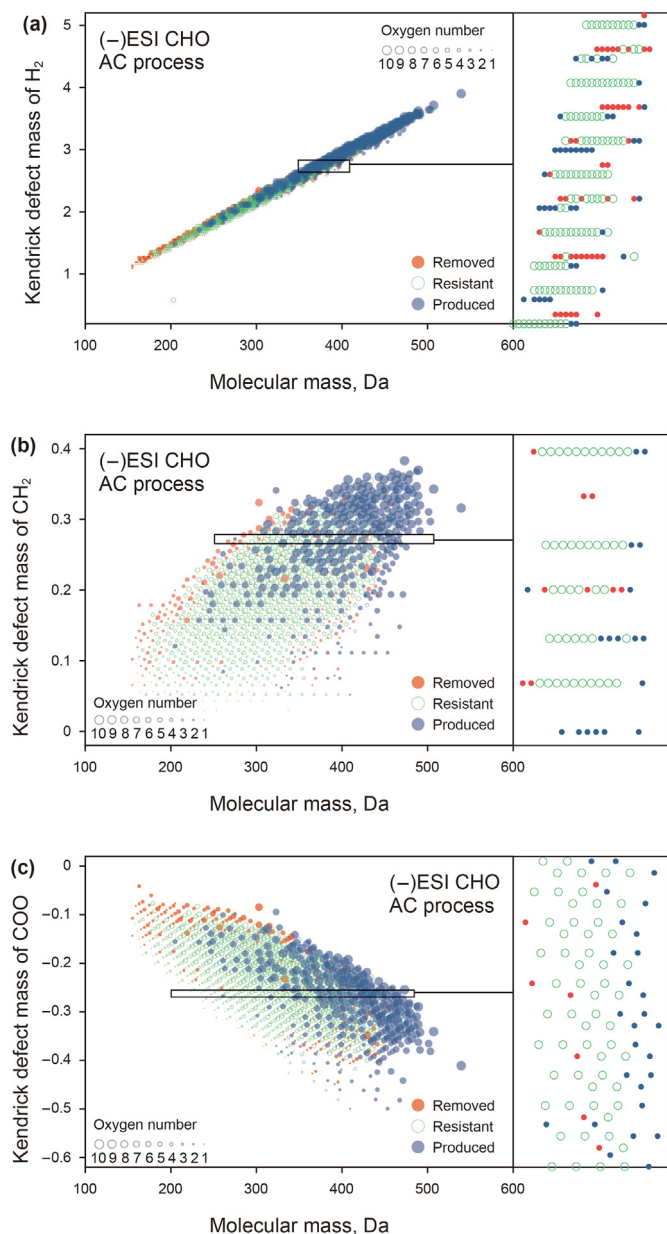 (a)
(–)ESI CHO
AC process
Oxygen number
10 9 8 7 6 5 4 3 2 1
Kendrick defect mass of H2
5
4
3
2
1
Removed
Resistant
Produced
100 200 300 400 500 600
Molecular mass, Da
(b)
(–)ESI CHO
AC process
Kendrick defect mass of CH2
0.4
0.3
0.2
0.1
0
Oxygen number
10 9 8 7 6 5 4 3 2 1
Removed
Resistant
Produced
100 200 300 400 500 600
Molecular mass, Da
(c)
(–)ESI CHO
AC process
Kendrick defect mass of COO
0
–0.1
–0.2
–0.3
–0.4
–0.5
–0.6
Oxygen number
10 9 8 7 6 5 4 3 2 1
Removed
Resistant
Produced
100 200 300 400 500 600
Molecular mass, Da